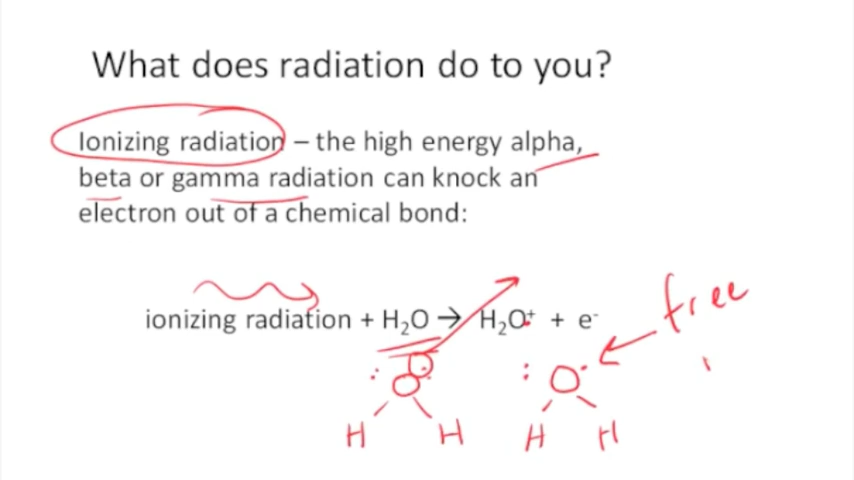 What does radiation do to you?
Ionizing radiation – the high energy alpha,
beta or gamma radiation can knock an
electron out of a chemical bond:
free
ionizing radiation + H₂O → H₂O⁺ + e⁻
: O : : O ·
H H H H